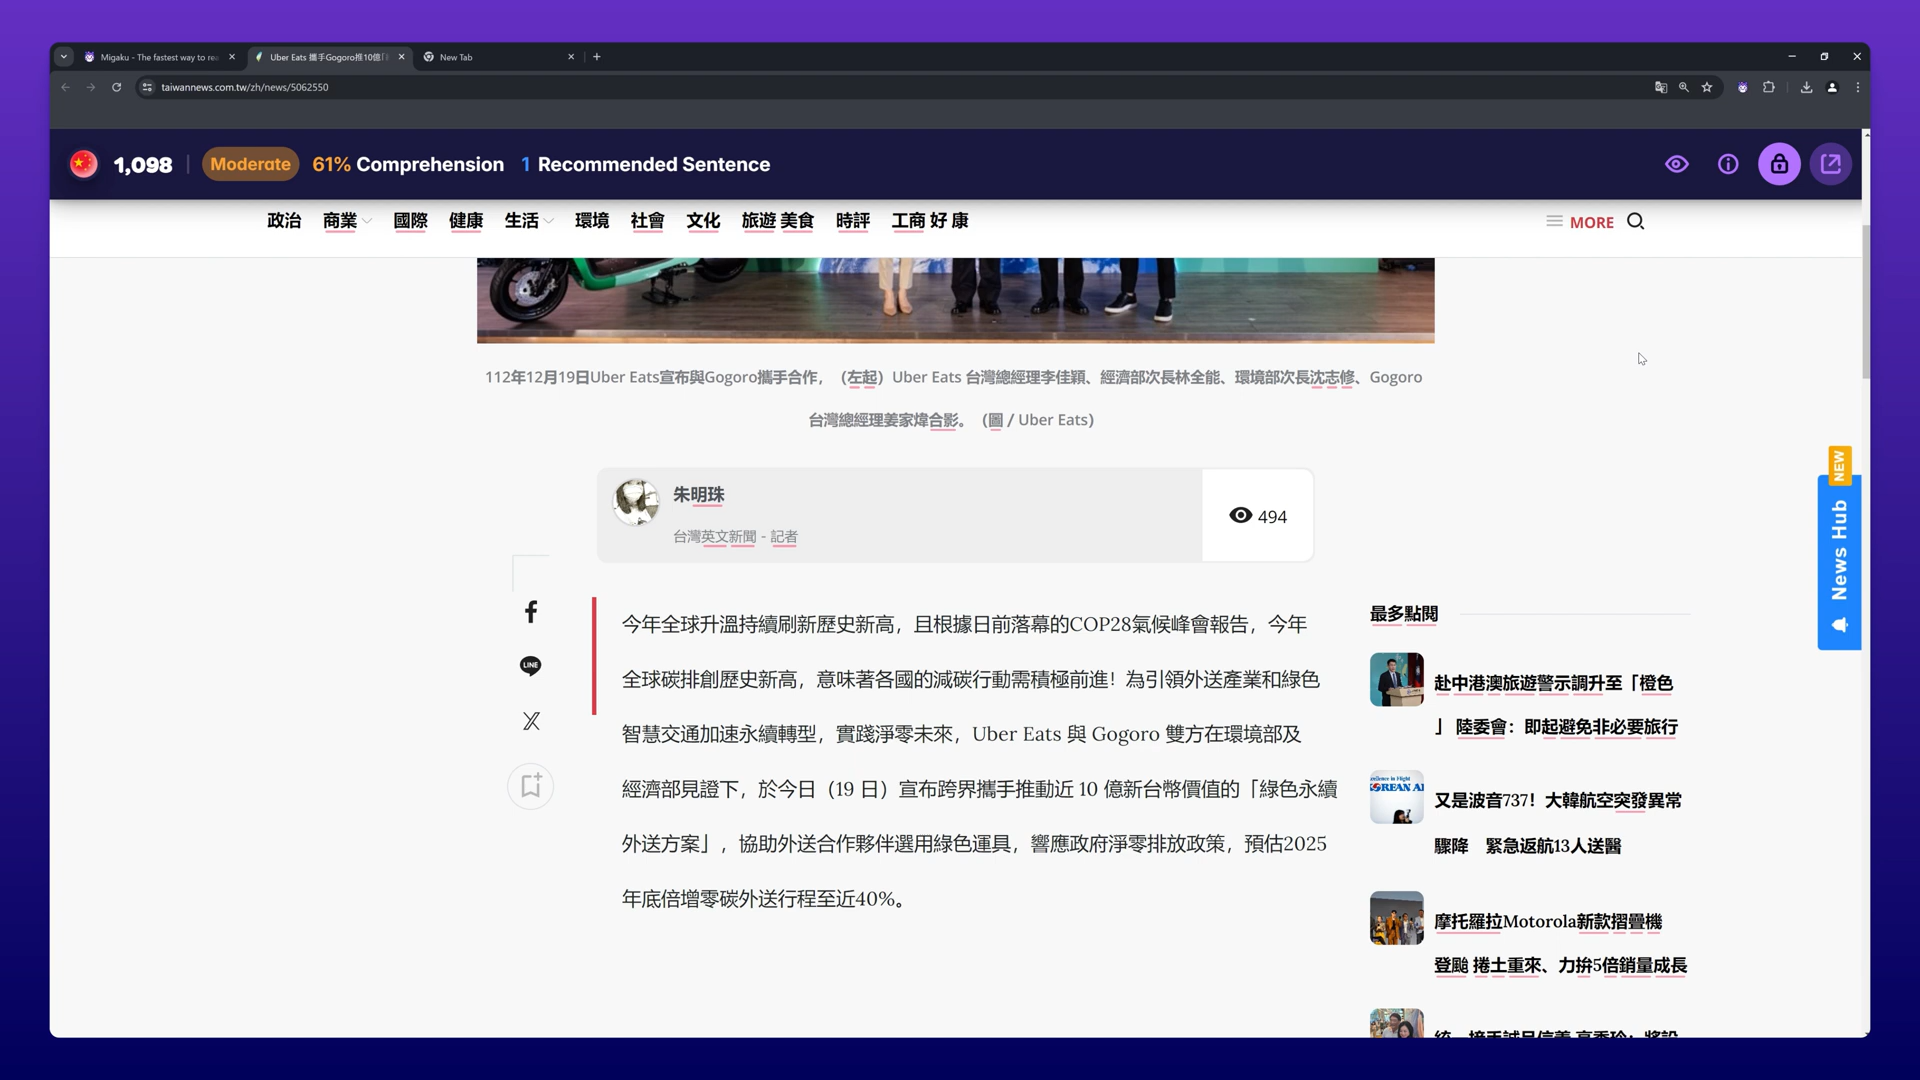 Migaku - The fastest way to rea
Uber Eats 攜手Gogoro推10億「
New Tab
taiwannews.com.tw/zh/news/5062550
1,098
Moderate
61% Comprehension
1 Recommended Sentence
政治 商業 國際 健康 生活 環境 社會 文化 旅遊 美食 時評 工商 好 康
MORE
112年12月19日Uber Eats宣布與Gogoro攜手合作，（左起）Uber Eats 台灣總經理李佳穎、經濟部次長林全能、環境部次長沈志修、Gogoro
台灣總經理姜家煒合影。（圖 / Uber Eats）
朱明珠
494
台灣英文新聞 - 記者
NEW
News Hub
今年全球升溫持續刷新歷史新高，且根據日前落幕的COP28氣候峰會報告，今年
全球碳排創歷史新高，意味著各國的減碳行動需積極前進！為引領外送產業和綠色
智慧交通加速永續轉型，實踐淨零未來，Uber Eats 與 Gogoro 雙方在環境部及
經濟部見證下，於今日（19 日）宣布跨界攜手推動近 10 億新台幣價值的「綠色永續
外送方案」，協助外送合作夥伴選用綠色運具，響應政府淨零排放政策，預估2025
年底倍增零碳外送行程至近40%。
LINE
最多點閱
赴中港澳旅遊警示調升至「橙色
」 陸委會：即起避免非必要旅行
又是波音737！大韓航空突發異常
驟降　緊急返航13人送醫
摩托羅拉Motorola新款摺疊機
登颱 捲土重來、力拚5倍銷量成長